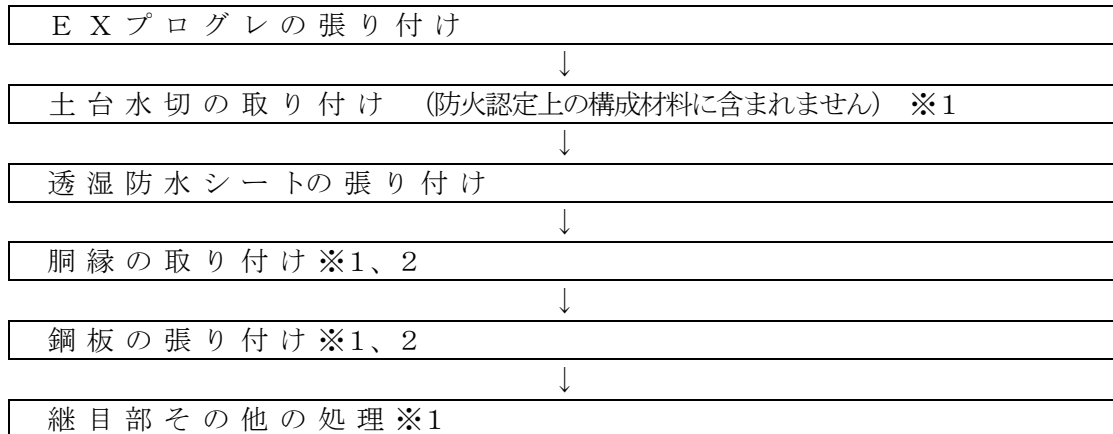 ＥＸプログレの張り付け
↓
土台水切の取り付け　(防火認定上の構成材料に含まれません)　※１
↓
透湿防水シートの張り付け
↓
胴縁の取り付け※１、２
↓
鋼板の張り付け※１、２
↓
継目部その他の処理※１